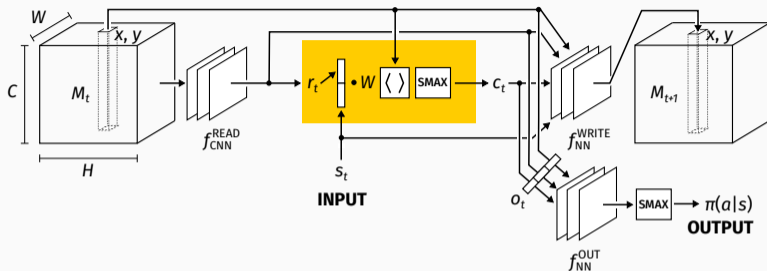 W
x, y
C
M_t
H
f_CNN^READ
r_t
• W
⟨ ⟩
SMAX
c_t
s_t
INPUT
f_NN^WRITE
x, y
M_t+1
o_t
f_NN^OUT
SMAX
π(a|s)
OUTPUT